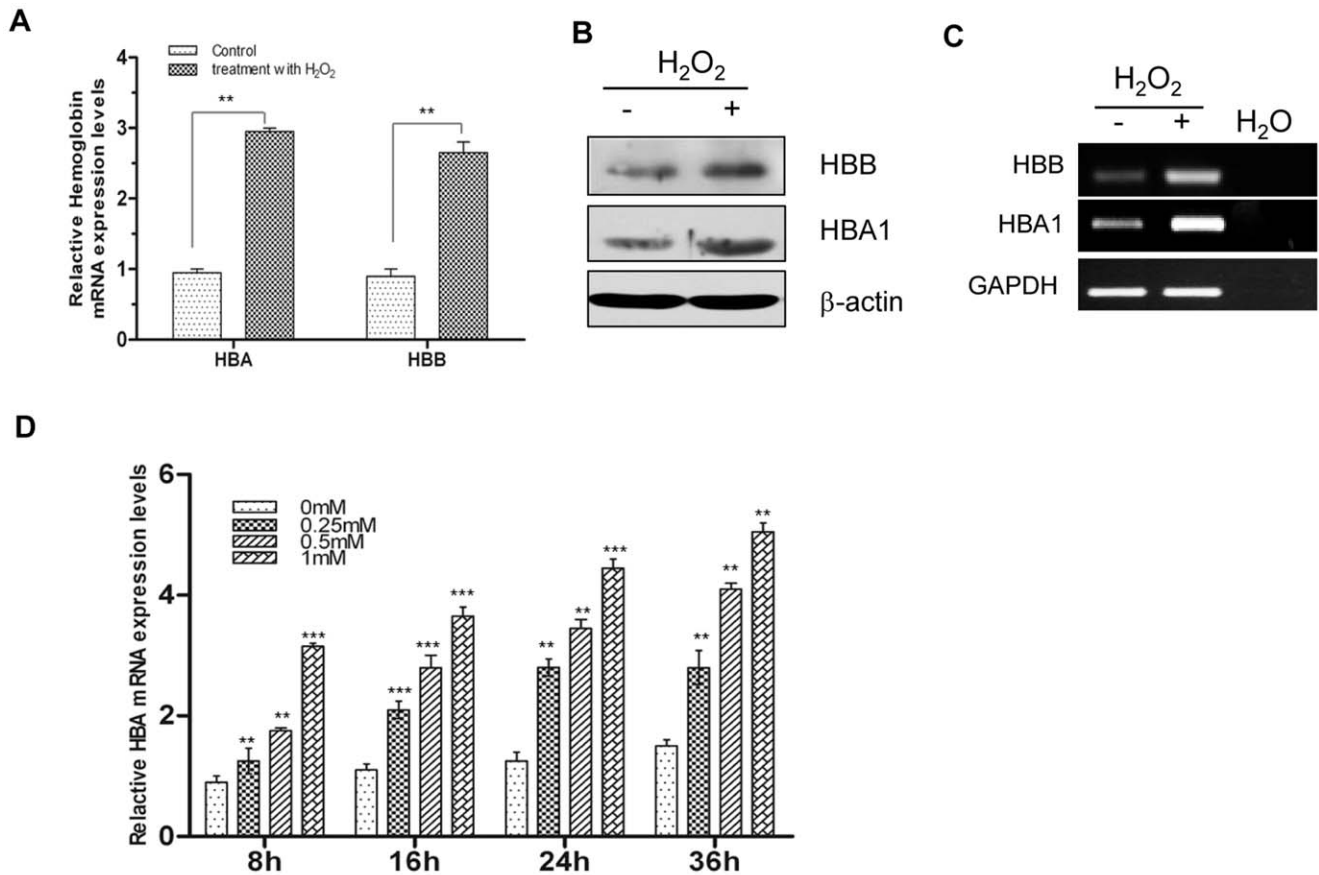 A
Control
treatment with H₂O₂
Relactive Hemoglobin
mRNA expression levels
4
3
2
1
0
**
**
HBA
HBB
B
H₂O₂
-
+
HBB
HBA1
β-actin
C
H₂O₂
-
+
H₂O
HBB
HBA1
GAPDH
D
Relactive HBA mRNA expression levels
6
4
2
0
0mM
0.25mM
0.5mM
1mM
** ** ***
*** *** ***
** ** ***
** ** **
8h
16h
24h
36h